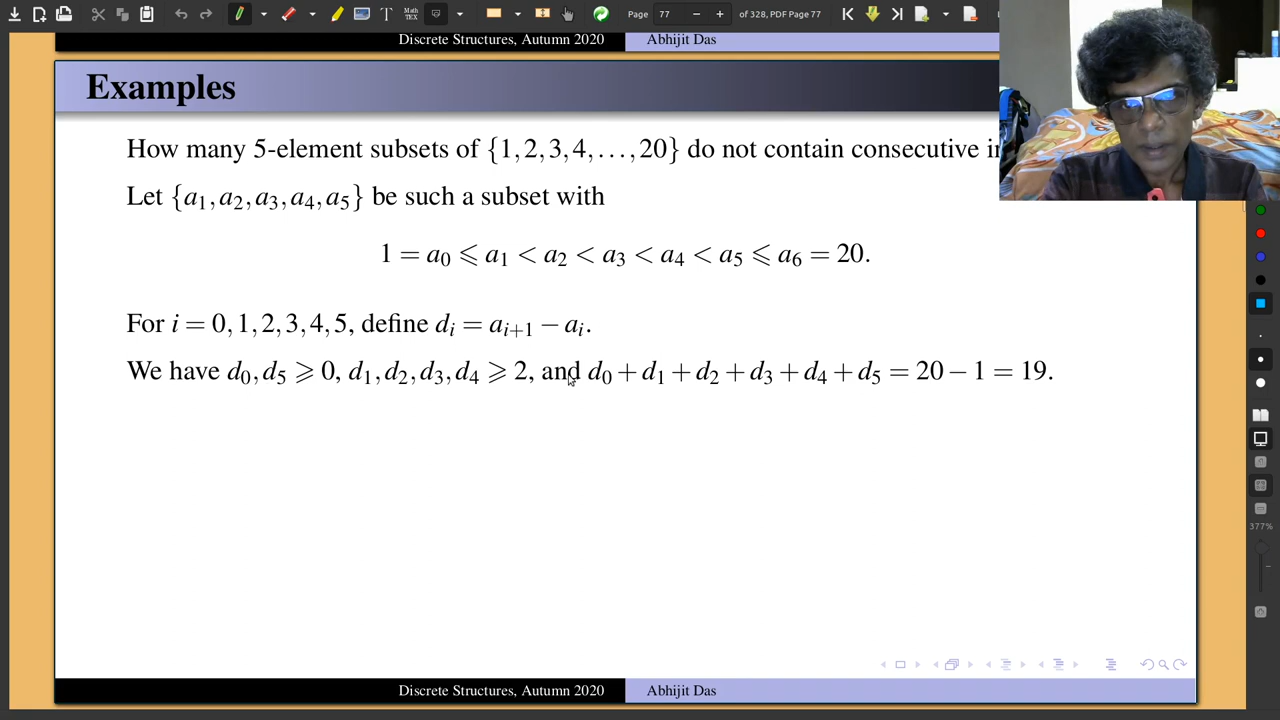 Page 77 of 328, PDF Page 77
Discrete Structures, Autumn 2020 Abhijit Das
Examples
How many 5-element subsets of {1,2,3,4,…,20} do not contain consecutive
Let {a₁,a₂,a₃,a₄,a₅} be such a subset with
1 = a₀ ⩽ a₁ < a₂ < a₃ < a₄ < a₅ ⩽ a₆ = 20.
For i = 0,1,2,3,4,5, define dᵢ = aᵢ₊₁ − aᵢ.
We have d₀,d₅ ⩾ 0, d₁,d₂,d₃,d₄ ⩾ 2, and d₀ + d₁ + d₂ + d₃ + d₄ + d₅ = 20 − 1 = 19.
377%
Discrete Structures, Autumn 2020 Abhijit Das